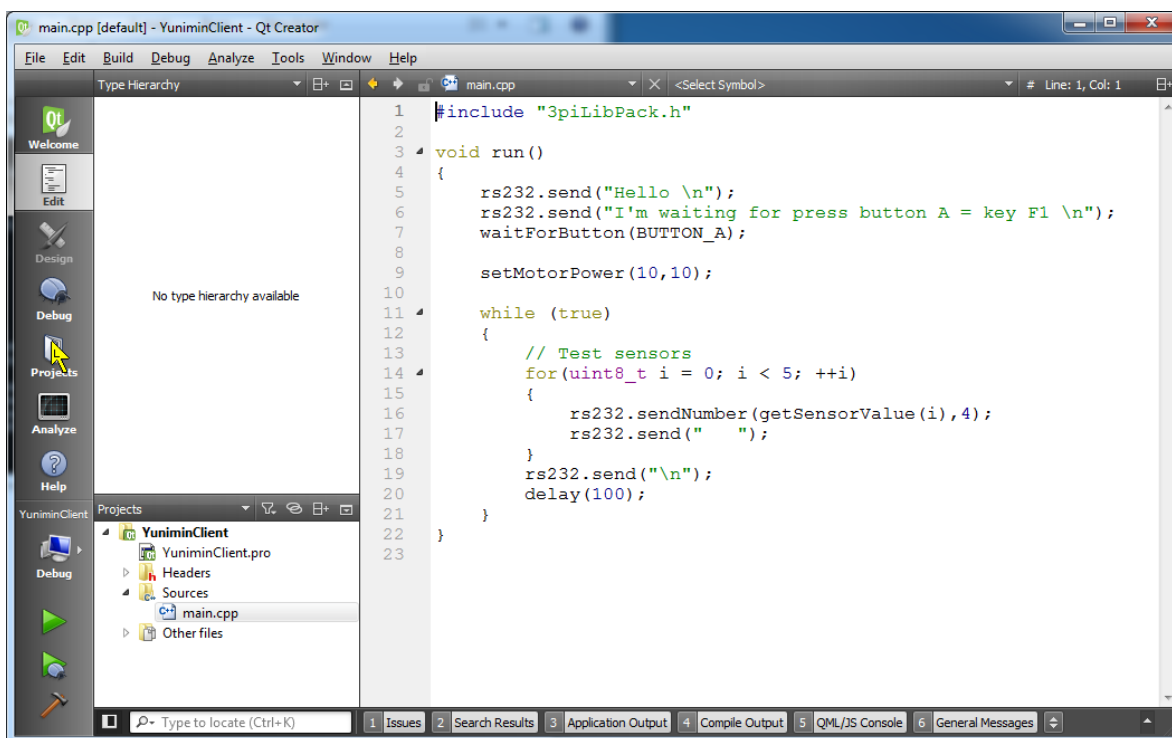 main.cpp [default] - YuniminClient - Qt Creator
File Edit Build Debug Analyze Tools Window Help
Type Hierarchy main.cpp <Select Symbol> # Line: 1, Col: 1
Qt
Welcome
Edit
Design
Debug
Projects
Analyze
Help
YuniminClient
Debug
No type hierarchy available
Projects
YuniminClient
YuniminClient.pro
Headers
Sources
main.cpp
Other files
1 #include "3piLibPack.h"
2
3 void run()
4 {
5     rs232.send("Hello \n");
6     rs232.send("I'm waiting for press button A = key F1 \n");
7     waitForButton(BUTTON_A);
8
9     setMotorPower(10,10);
10
11     while (true)
12     {
13         // Test sensors
14         for(uint8_t i = 0; i < 5; ++i)
15         {
16             rs232.sendNumber(getSensorValue(i),4);
17             rs232.send("   ");
18         }
19         rs232.send("\n");
20         delay(100);
21     }
22 }
23
Type to locate (Ctrl+K) 1 Issues 2 Search Results 3 Application Output 4 Compile Output 5 QML/JS Console 6 General Messages